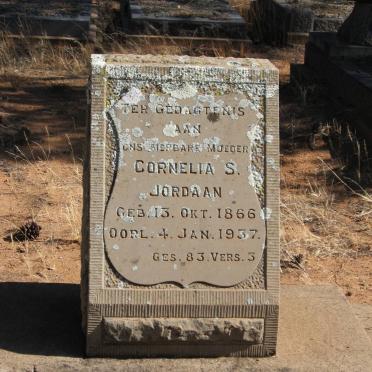 TER GEDAGTENIS
AAN
ONS DIERBARE MOEDER
CORNELIA S.
JORDAAN
GEB. 13. OKT. 1866
OORL. 4. JAN. 1937.
GES. 83. VERS. 3